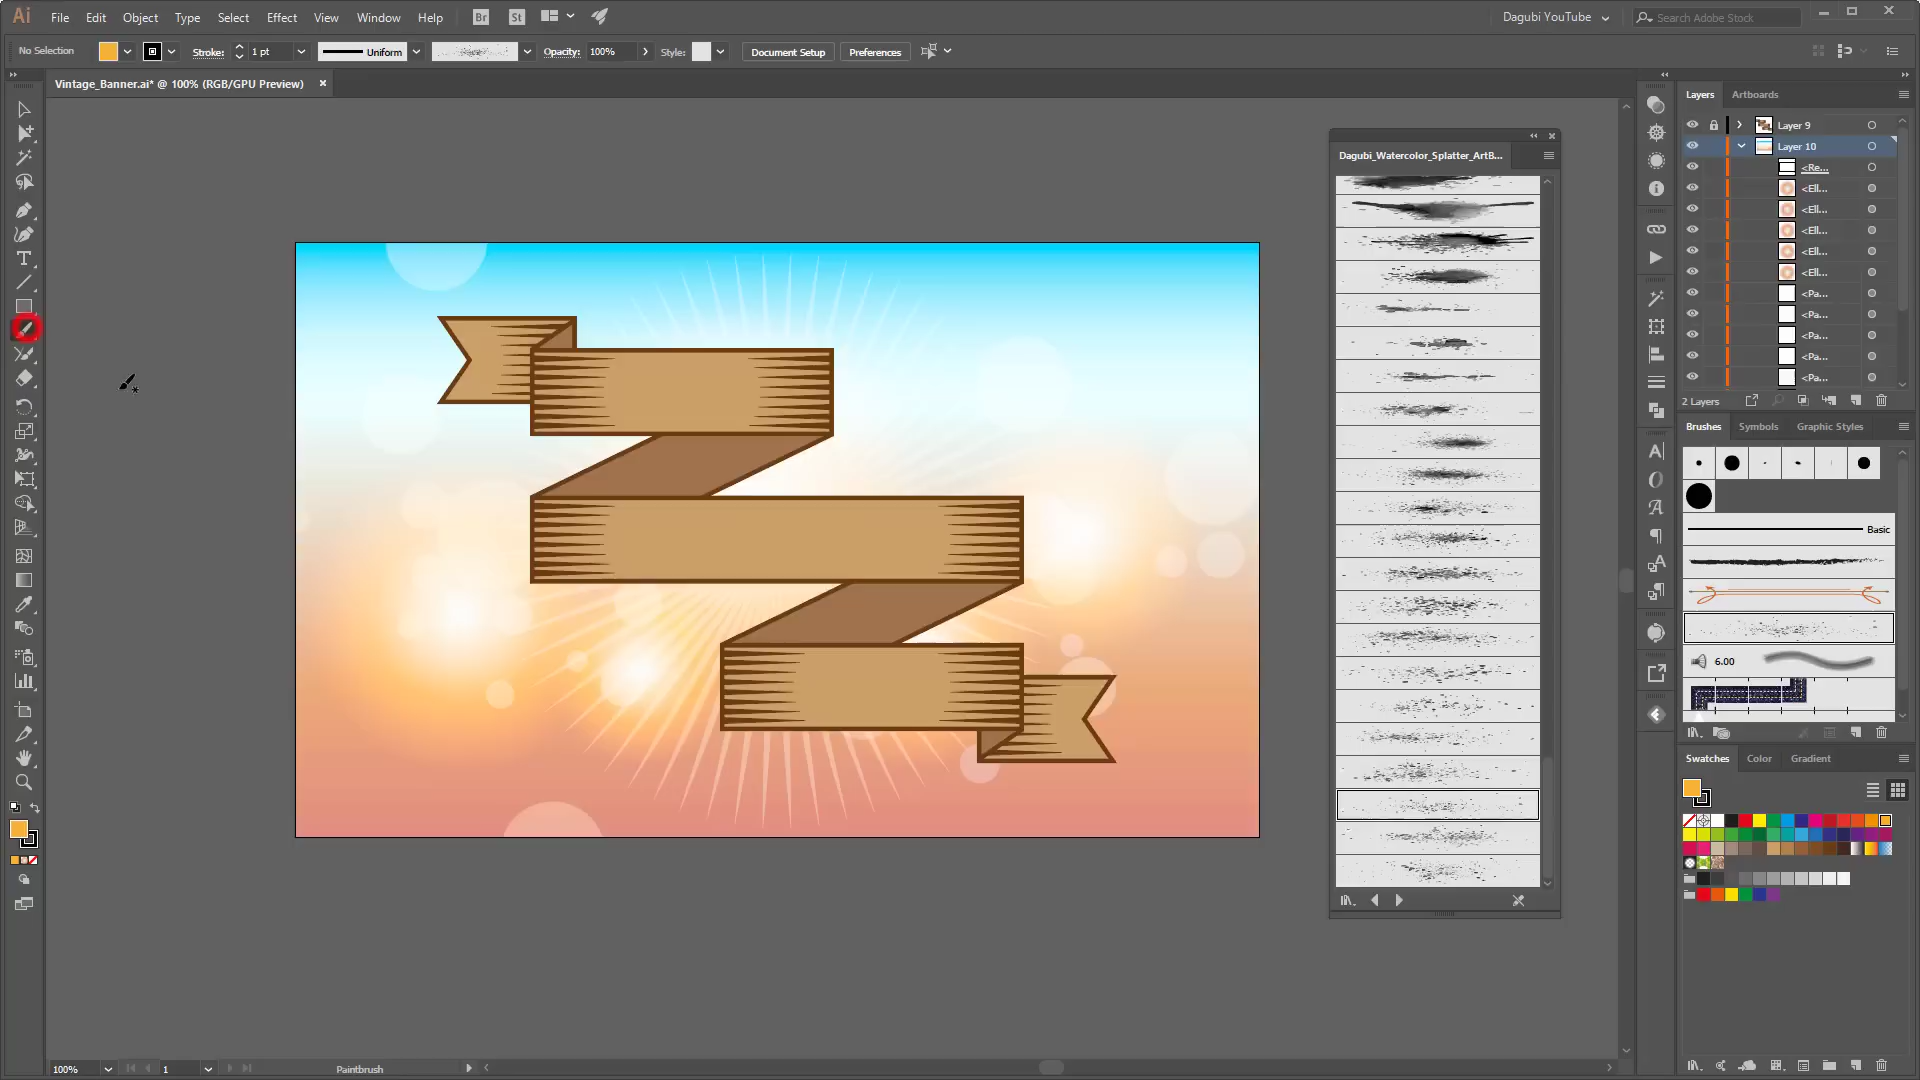 Ai File Edit Object Type Select Effect View Window Help Br St Dagubi YouTube Search Adobe Stock
No Selection Stroke: 1 pt Uniform Opacity: 100% Style: Document Setup Preferences
Vintage_Banner.ai* @ 100% (RGB/GPU Preview)
Layers Artboards
Layer 9
Layer 10
<Re...
<Ell...
<Ell...
<Ell...
<Ell...
<Ell...
<Pa...
<Pa...
<Pa...
<Pa...
<Pa...
2 Layers
Dagubi_Watercolor_Splatter_ArtB...
Brushes Symbols Graphic Styles
Basic
6.00
Swatches Color Gradient
100% 1 Paintbrush